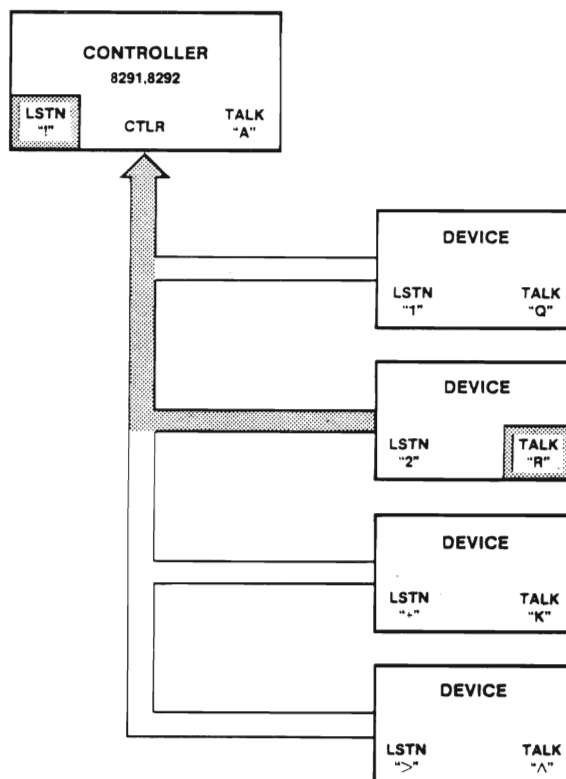 CONTROLLER
8291,8292
LSTN
"!"
CTLR
TALK
"A"
DEVICE
LSTN
"1"
TALK
"Q"
DEVICE
LSTN
"2"
TALK
"R"
DEVICE
LSTN
"+"
TALK
"K"
DEVICE
LSTN
">"
TALK
"^"